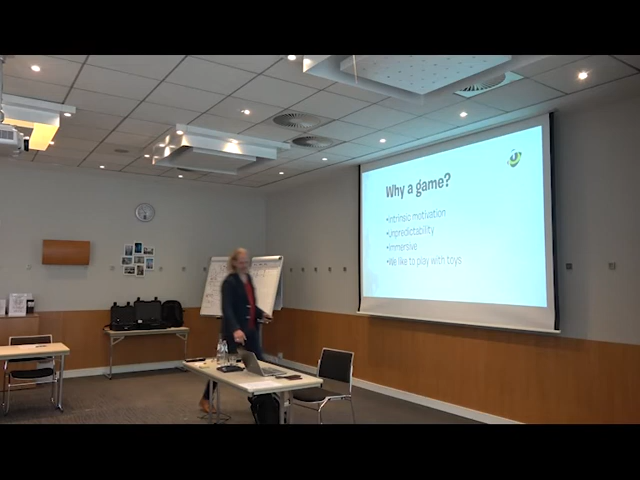 Why a game?
•Intrinsic motivation
•Unpredictability
•Immersive
•We like to play with toys